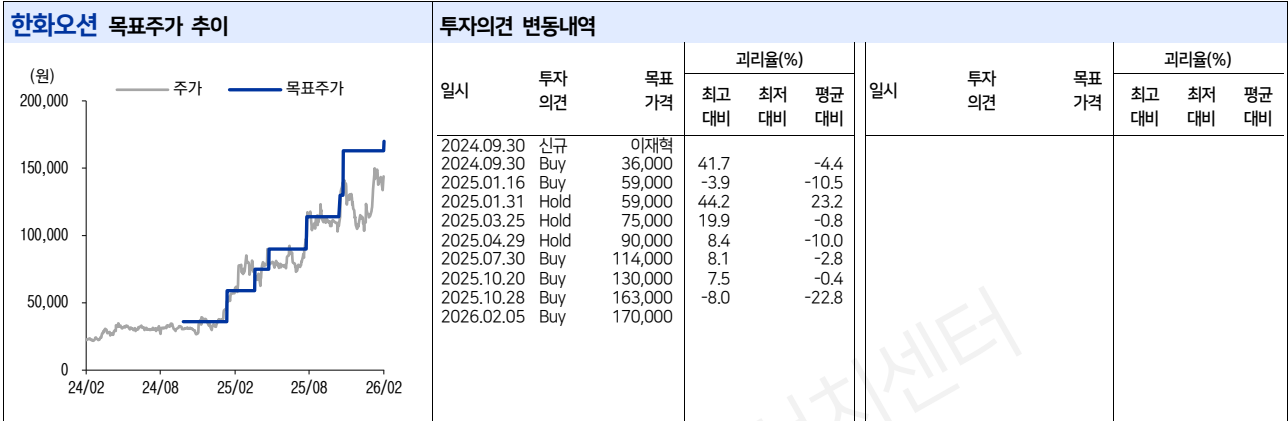 한화오션 목표주가 추이
(원)
주가 목표주가
200,000
150,000
100,000
50,000
0
24/02 24/08 25/02 25/08 26/02
투자의견 변동내역
일시 투자의견 목표가격 괴리율(%)
최고대비 최저대비 평균대비
2024.09.30 신규 이재혁
2024.09.30 Buy 36,000 41.7 -4.4
2025.01.16 Buy 59,000 -3.9 -10.5
2025.01.31 Hold 59,000 44.2 23.2
2025.03.25 Hold 75,000 19.9 -0.8
2025.04.29 Hold 90,000 8.4 -10.0
2025.07.30 Buy 114,000 8.1 -2.8
2025.10.20 Buy 130,000 7.5 -0.4
2025.10.28 Buy 163,000 -8.0 -22.8
2026.02.05 Buy 170,000
일시 투자의견 목표가격 괴리율(%)
최고대비 최저대비 평균대비